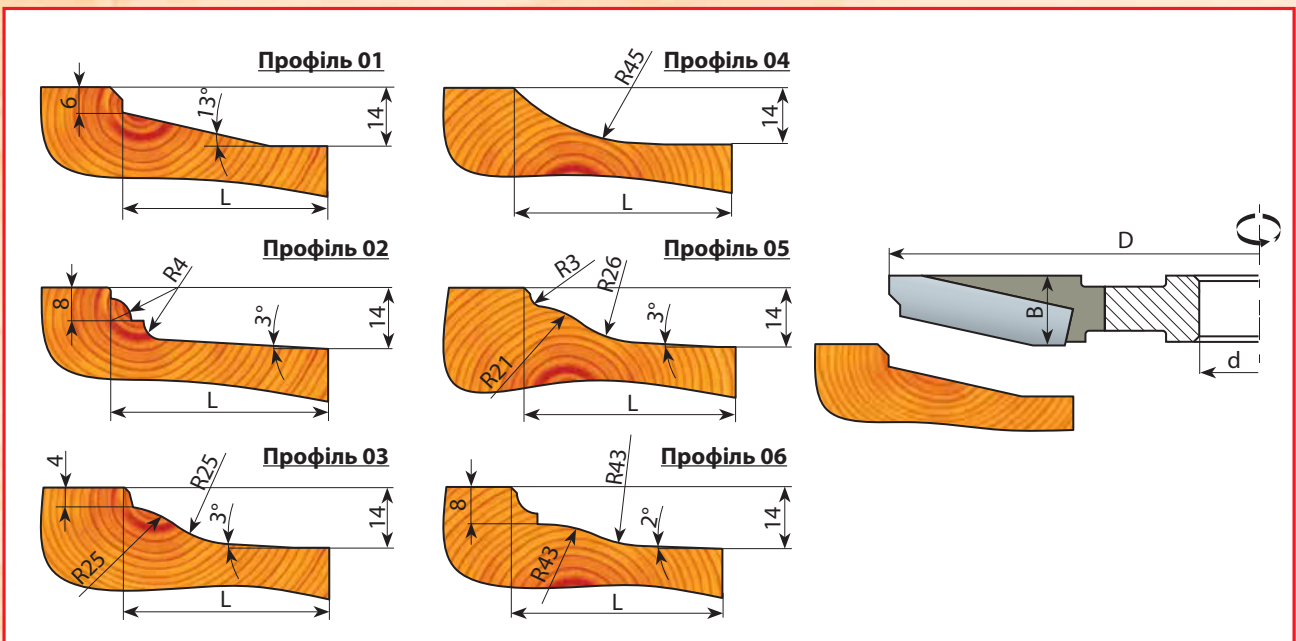 Профіль 01
6
13°
14
L
Профіль 04
R45
14
L
Профіль 02
8
R4
3°
14
L
Профіль 05
R3
R26
R21
3°
14
L
Профіль 03
4
R25
R25
3°
14
L
Профіль 06
8
R43
R43
2°
14
L
D
B
d